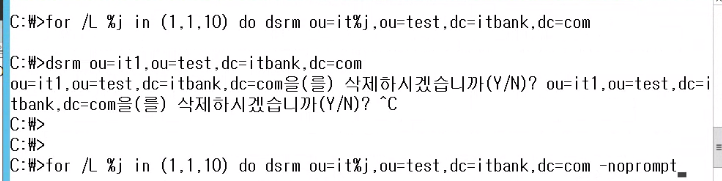 C:\>for /L %j in (1,1,10) do dsrm ou=it%j,ou=test,dc=itbank,dc=com
C:\>dsrm ou=it1,ou=test,dc=itbank,dc=com
ou=it1,ou=test,dc=itbank,dc=com을(를) 삭제하시겠습니까(Y/N)? ou=it1,ou=test,dc=i
tbank,dc=com을(를) 삭제하시겠습니까(Y/N)? ^C
C:\>
C:\>
C:\>for /L %j in (1,1,10) do dsrm ou=it%j,ou=test,dc=itbank,dc=com -noprompt_